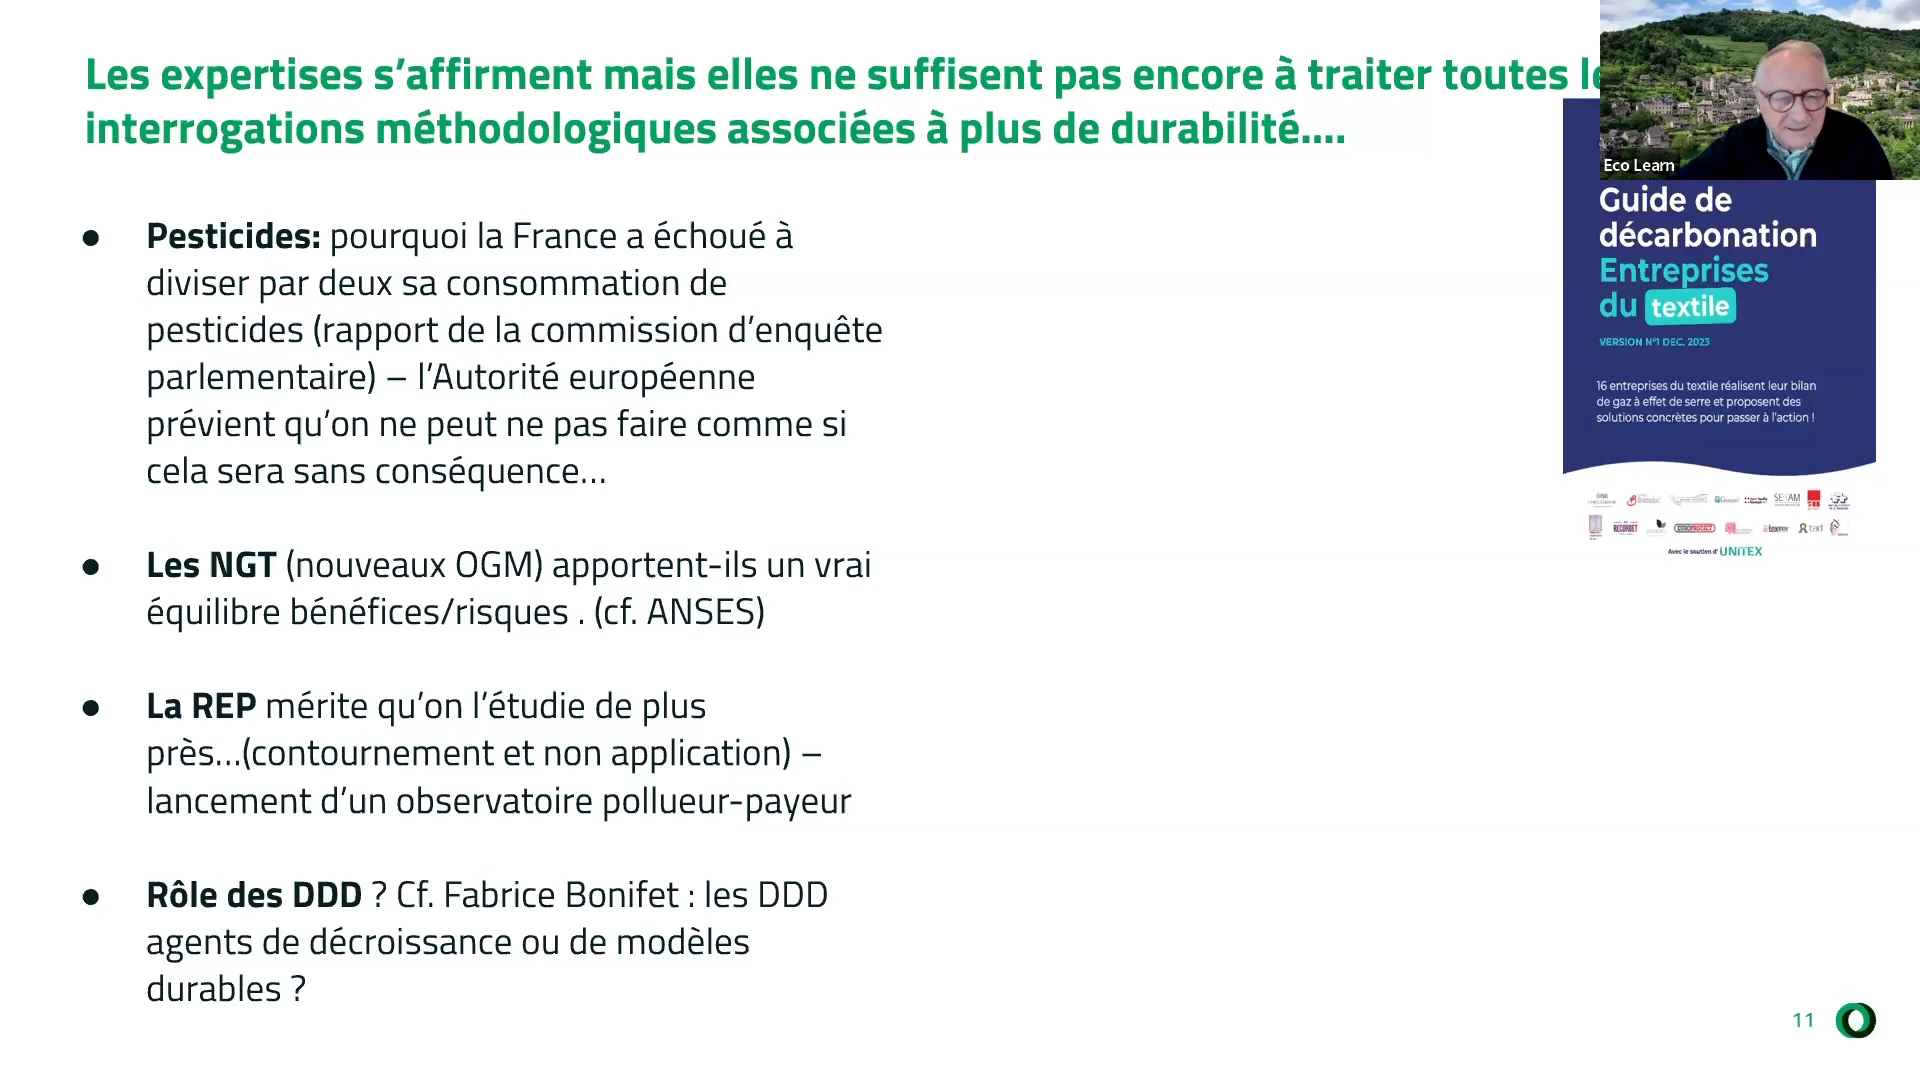 Les expertises s’affirment mais elles ne suffisent pas encore à traiter toutes
interrogations méthodologiques associées à plus de durabilité....
Eco Learn
● Pesticides: pourquoi la France a échoué à
diviser par deux sa consommation de
pesticides (rapport de la commission d’enquête
parlementaire) – l’Autorité européenne
prévient qu’on ne peut ne pas faire comme si
cela sera sans conséquence...
● Les NGT (nouveaux OGM) apportent-ils un vrai
équilibre bénéfices/risques . (cf. ANSES)
● La REP mérite qu’on l’étudie de plus
près...(contournement et non application) –
lancement d’un observatoire pollueur-payeur
● Rôle des DDD ? Cf. Fabrice Bonifet : les DDD
agents de décroissance ou de modèles
durables ?
Guide de
décarbonation
Entreprises
du textile
VERSION N°1 DEC. 2023
16 entreprises du textile réalisent leur bilan
de gaz à effet de serre et proposent des
solutions concrètes pour passer à l’action !
SERAM
RECORBET
EUROPROTECT
Avec le soutien d’ UNITEX
11